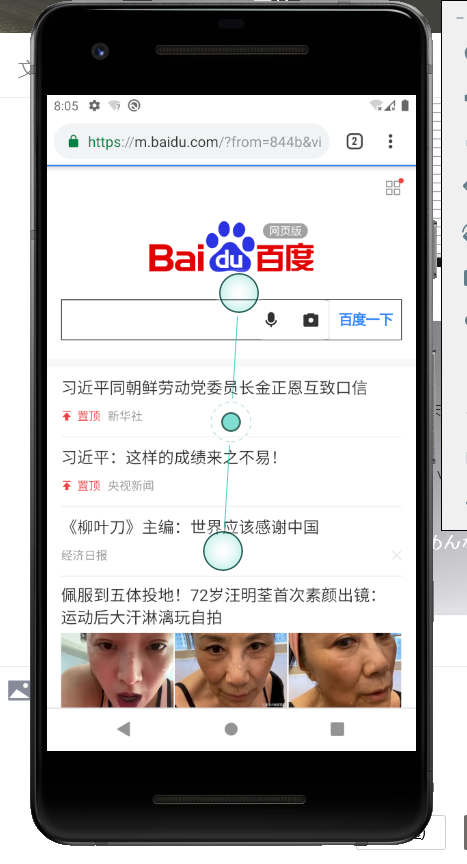 文
8:05
https://m.baidu.com/?from=844b&vi
2
网页版
Bai du 百度
百度一下
习近平同朝鲜劳动党委员长金正恩互致口信
置顶 新华社
习近平：这样的成绩来之不易！
置顶 央视新闻
《柳叶刀》主编：世界应该感谢中国
经济日报
佩服到五体投地！72岁汪明荃首次素颜出镜：
运动后大汗淋漓玩自拍